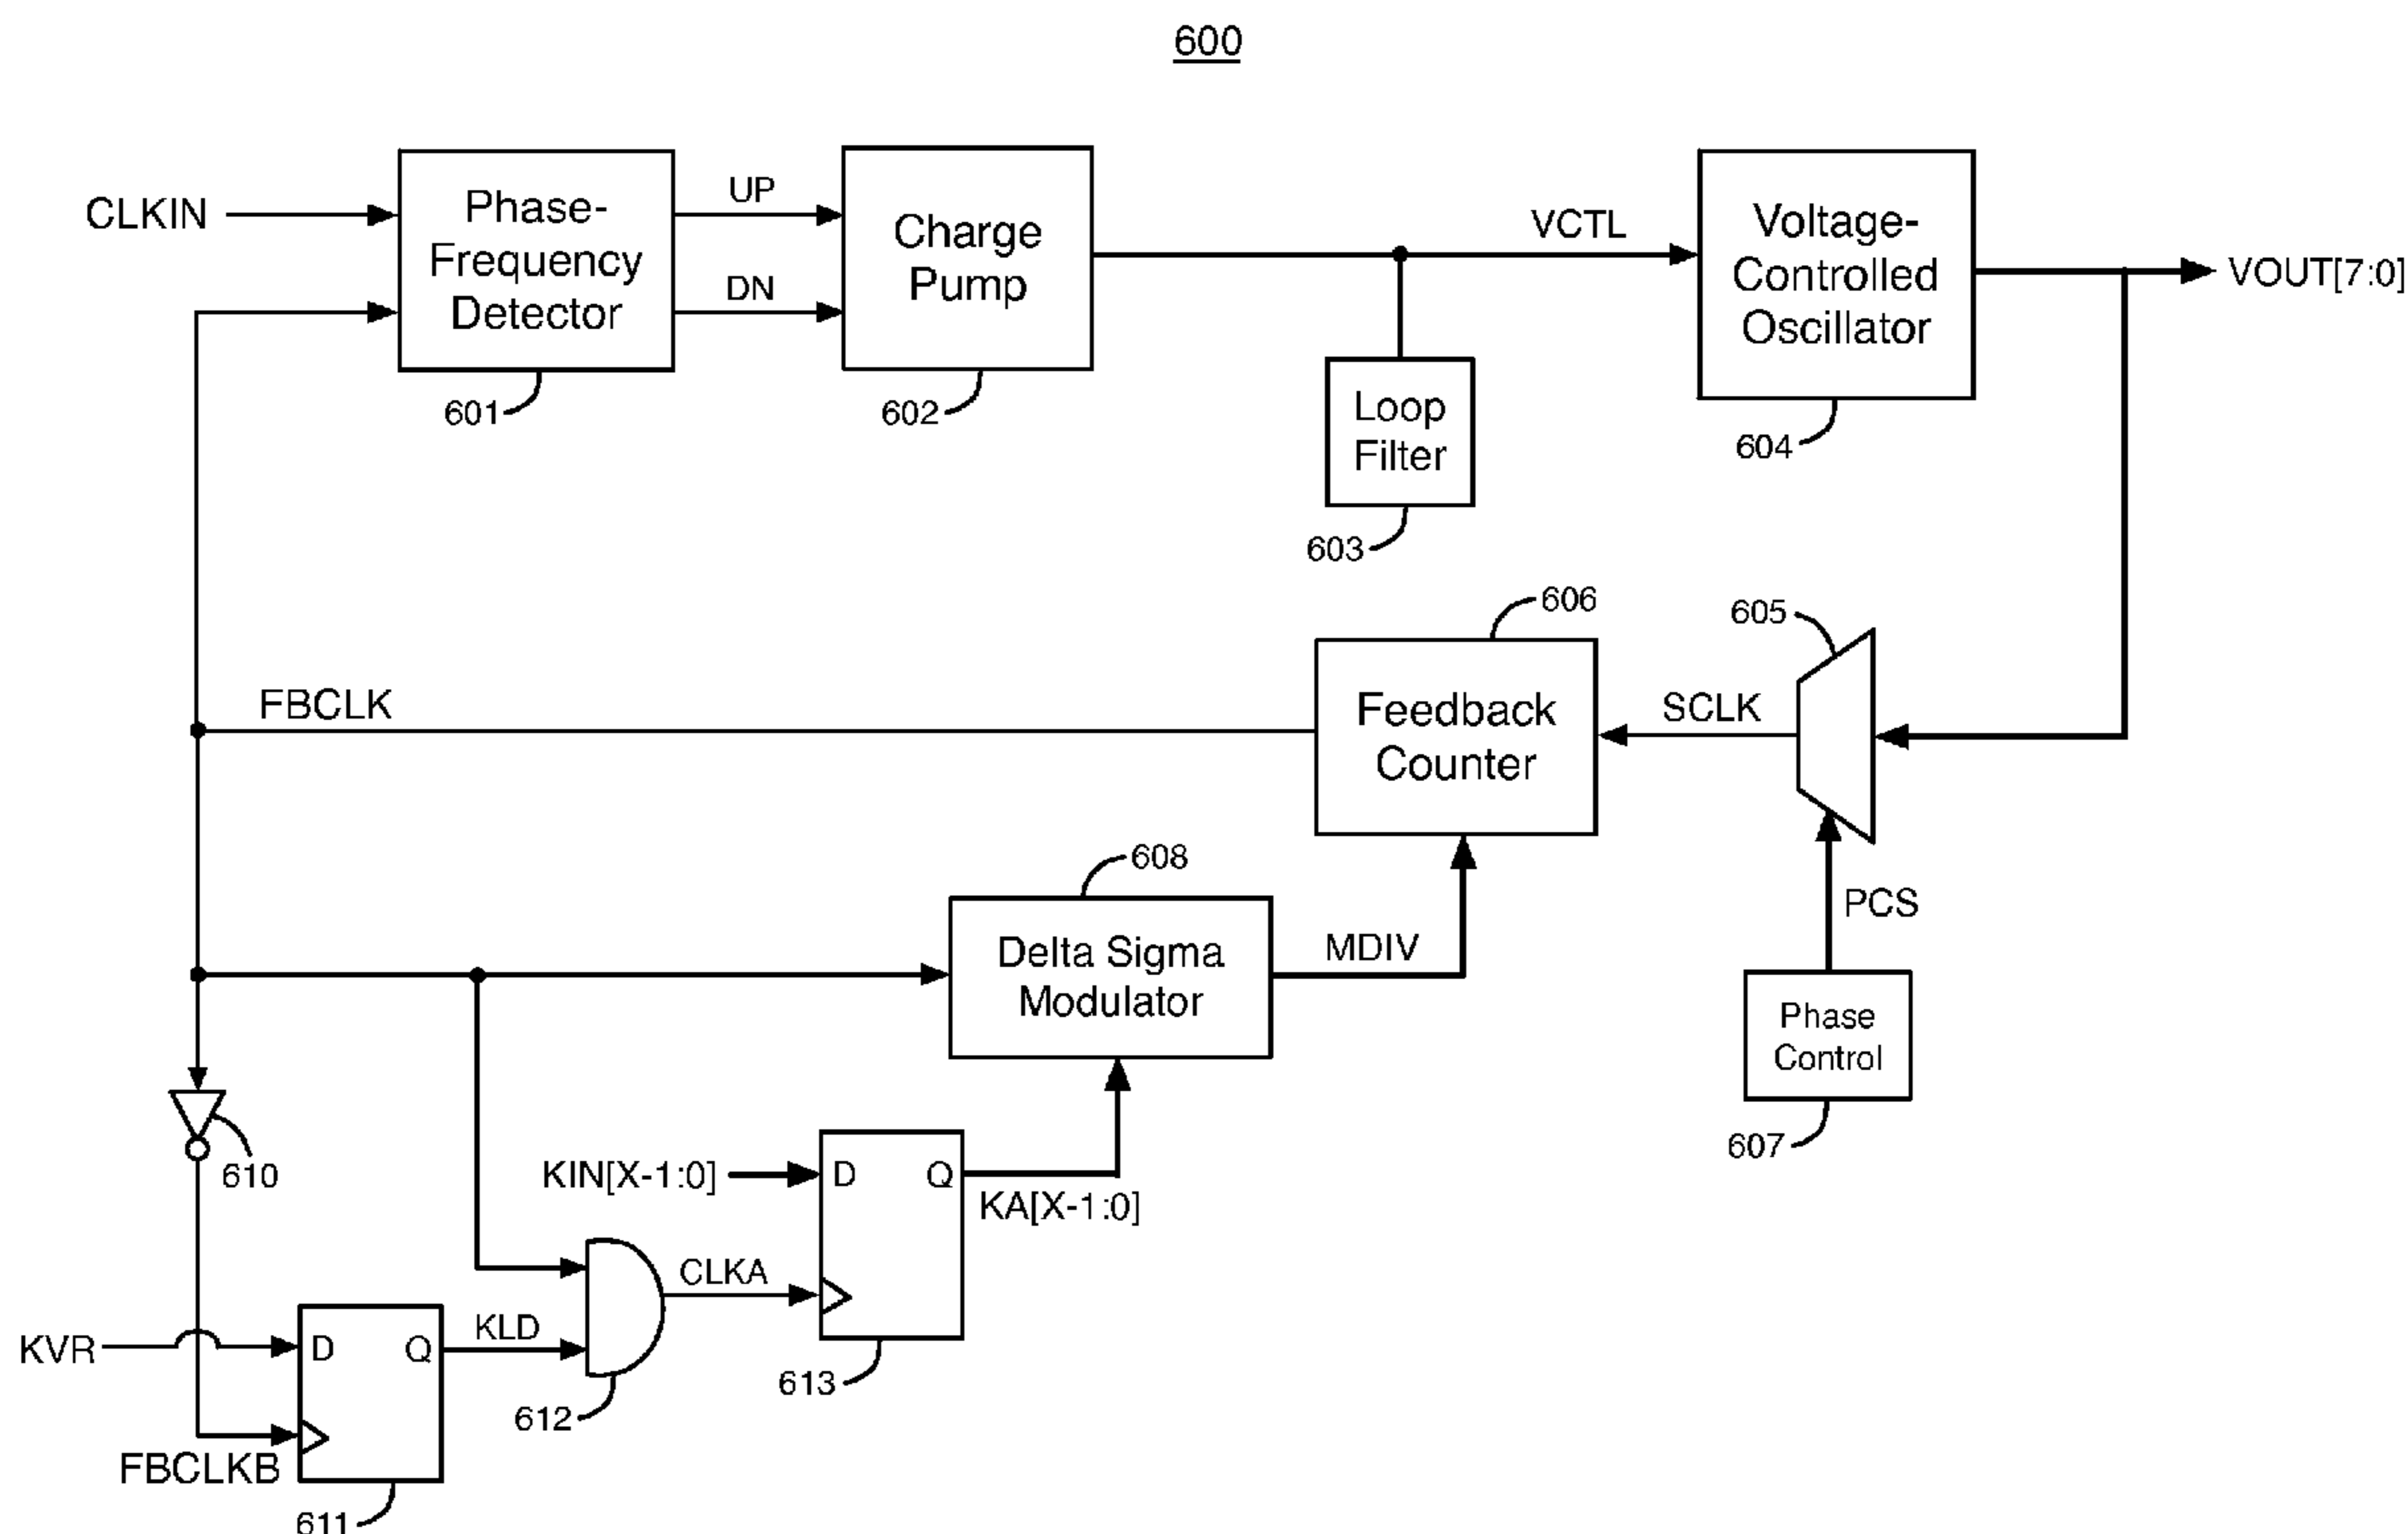 600
CLKIN
Phase-
Frequency
Detector
601
UP
DN
Charge
Pump
602
VCTL
Loop
Filter
603
Voltage-
Controlled
Oscillator
604
VOUT[7:0]
605
606
FBCLK
Feedback
Counter
SCLK
PCS
Phase
Control
607
608
Delta Sigma
Modulator
MDIV
610
KIN[X-1:0]
D
Q
KA[X-1:0]
CLKA
613
KVR
D
Q
KLD
612
FBCLKB
611